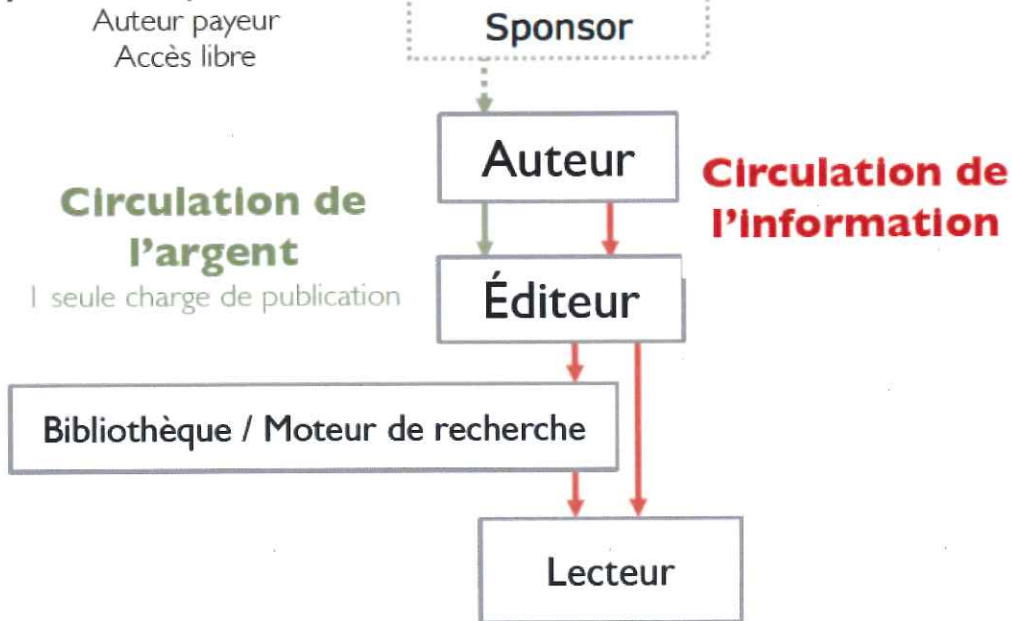 Auteur payeur
Accès libre
Sponsor
Auteur
Circulation de
l'argent
1 seule charge de publication
Circulation de
l'information
Éditeur
Bibliothèque / Moteur de recherche
Lecteur